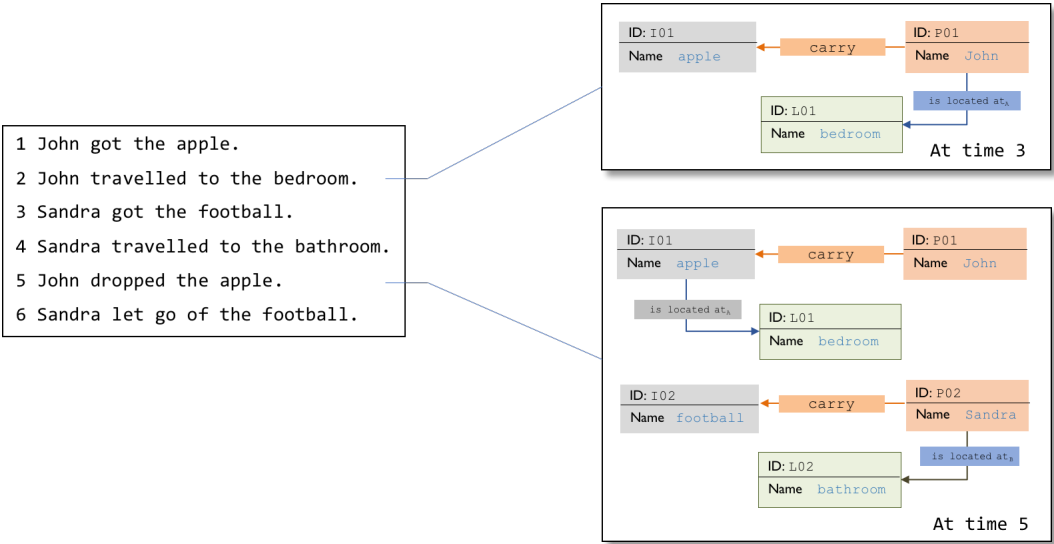 1 John got the apple.
2 John travelled to the bedroom.
3 Sandra got the football.
4 Sandra travelled to the bathroom.
5 John dropped the apple.
6 Sandra let go of the football.
ID: I01
Name apple
carry
ID: P01
Name John
is located at_A
ID: L01
Name bedroom
At time 3
ID: I01
Name apple
carry
ID: P01
Name John
is located at_A
ID: L01
Name bedroom
ID: I02
Name football
carry
ID: P02
Name Sandra
is located at_B
ID: L02
Name bathroom
At time 5